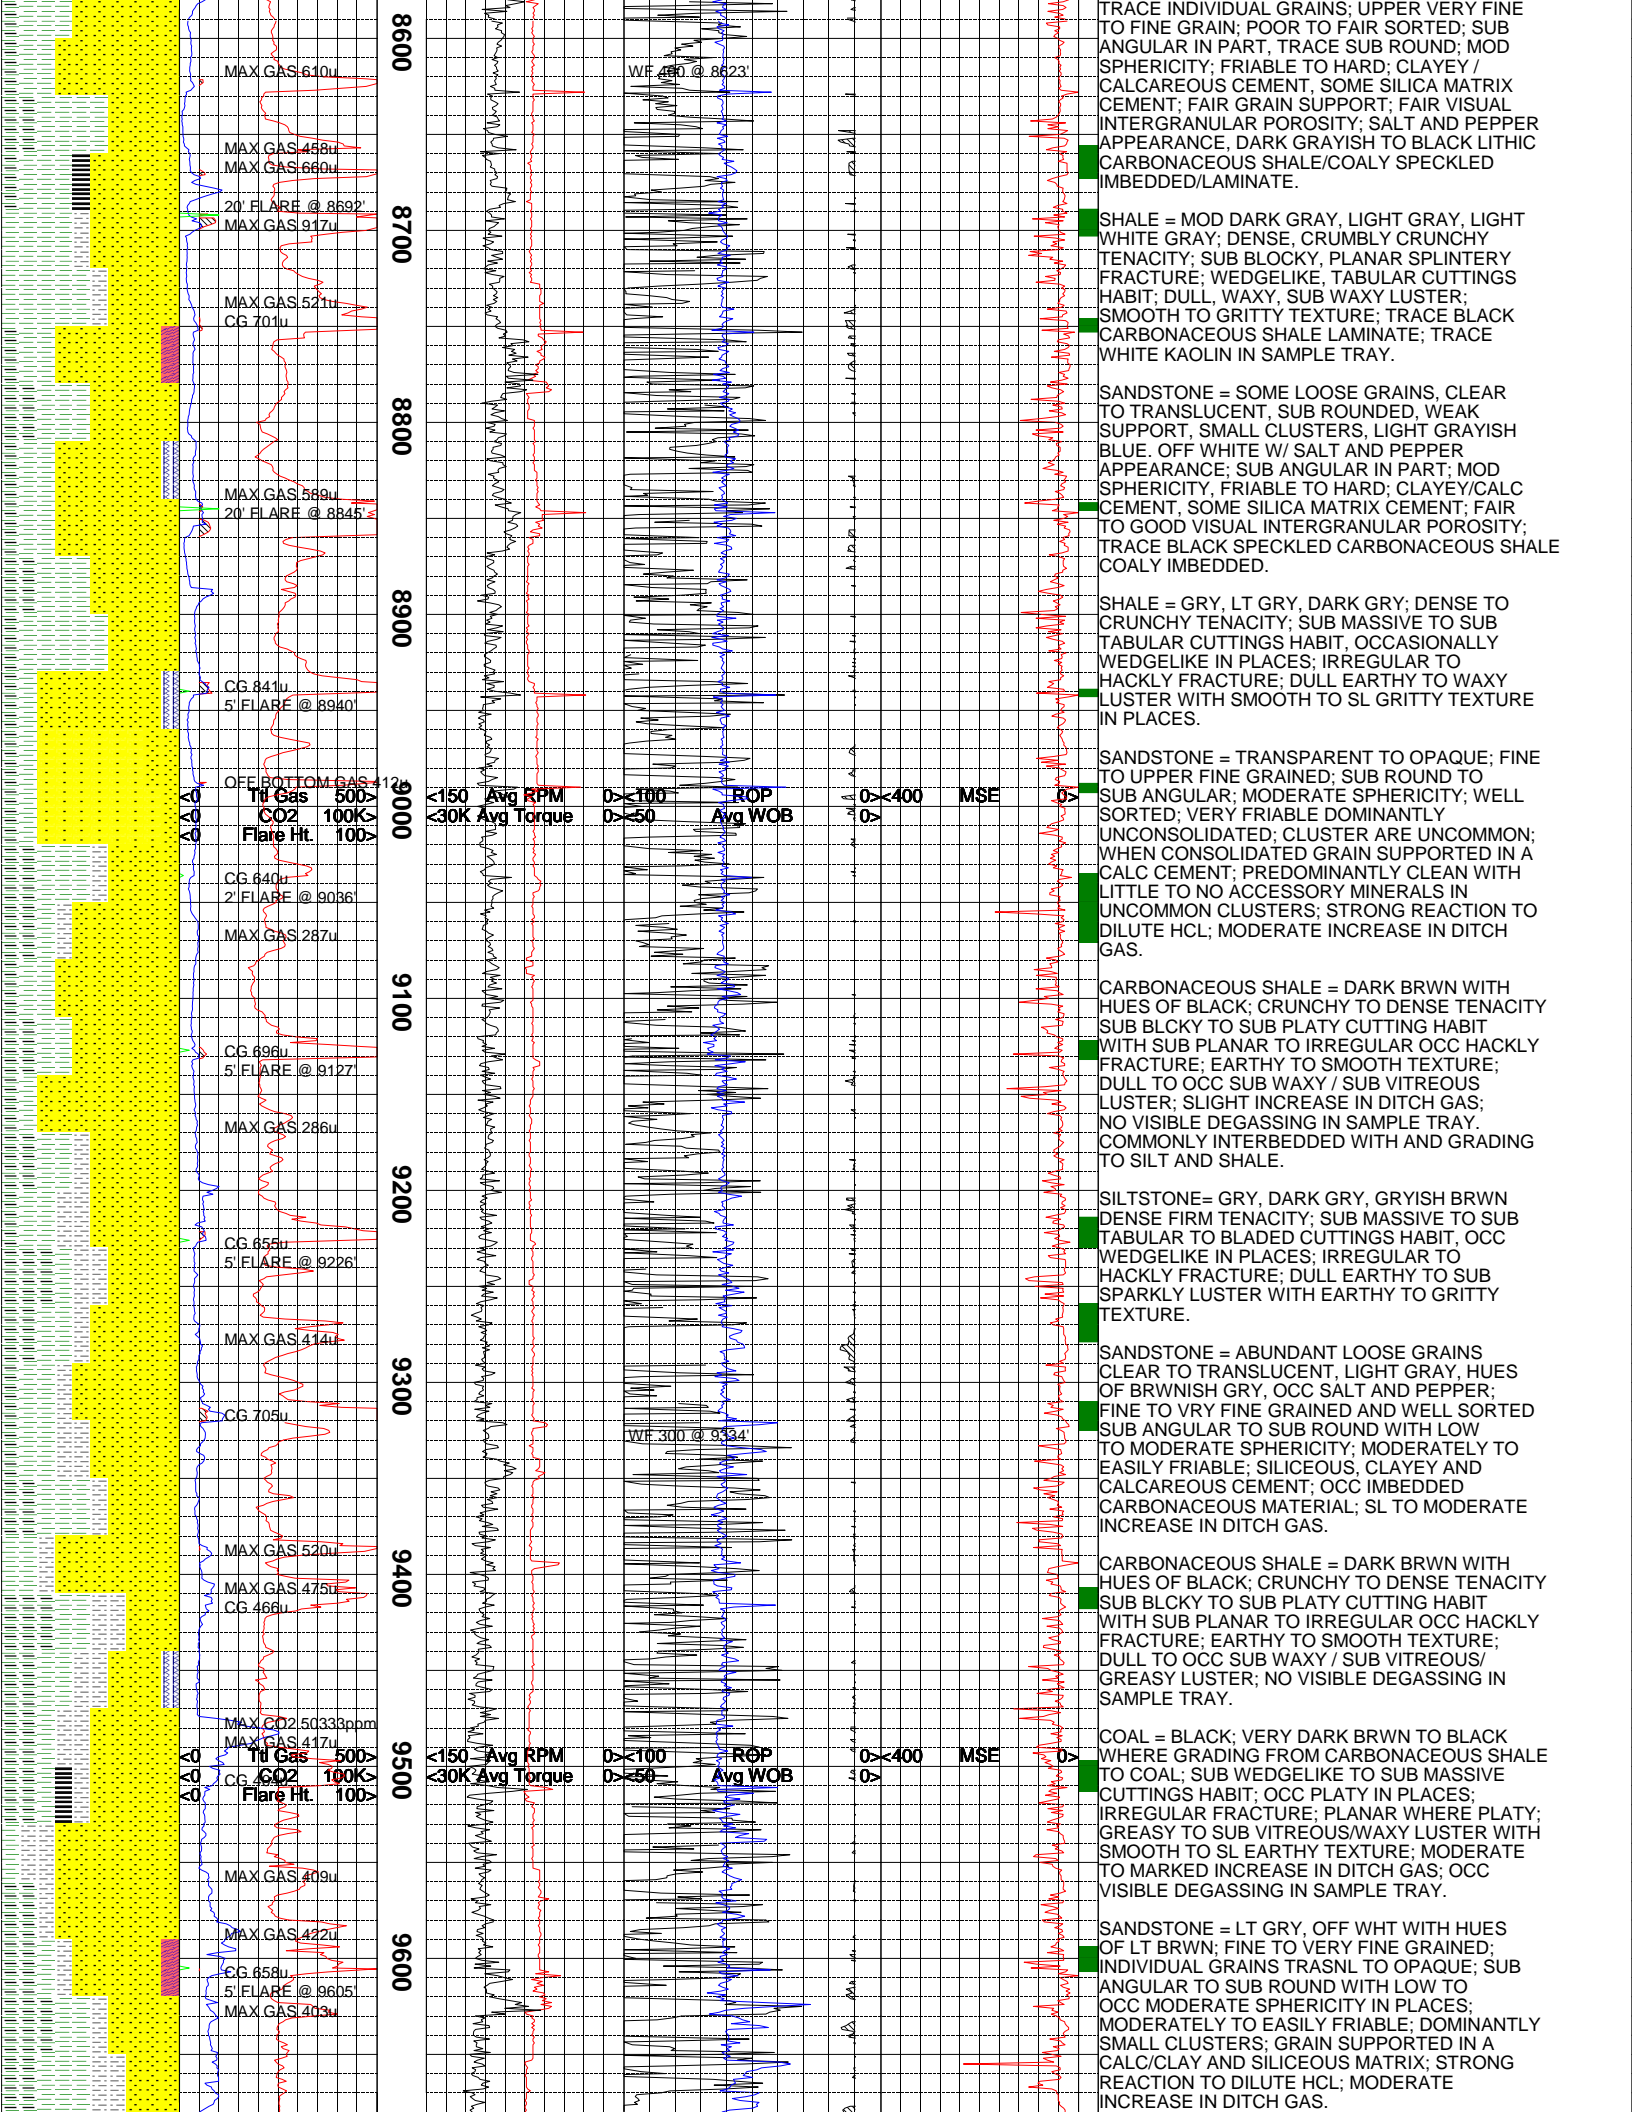 MAX GAS 610u
MAX GAS 458u
MAX GAS 660u
20' FLARE @ 8692'
MAX GAS 917u
MAX GAS 521u
CG 701u
MAX GAS 589u
20' FLARE @ 8845'
CG 841u
5' FLARE @ 8940'
OFF BOTTOM GAS 412u
<0 Ttl Gas 500>
<0 CO2 100K>
<0 Flare Ht. 100>
CG 640u
2' FLARE @ 9036'
MAX GAS 287u
CG 696u
5' FLARE @ 9127'
MAX GAS 286u
CG 655u
5' FLARE @ 9226'
MAX GAS 414u
CG 705u
MAX GAS 520u
MAX GAS 475u
CG 466u
MAX CO2 50333ppm
MAX GAS 417u
<0 Ttl Gas 500>
<0 CO2 100K>
<0 Flare Ht. 100>
MAX GAS 409u
MAX GAS 422u
CG 658u
5' FLARE @ 9605'
MAX GAS 403u
8600
8700
8800
8900
9000
9100
9200
9300
9400
9500
9600
<150 Avg RPM 0>
<30K Avg Torque 0>
<150 Avg RPM 0>
<30K Avg Torque 0>
WF 400 @ 8623'
<100 ROP 0>
<50 Avg WOB 0>
WF 300 @ 9334'
<100 ROP 0>
<50 Avg WOB 0>
<400 MSE 0>
<400 MSE 0>
TRACE INDIVIDUAL GRAINS; UPPER VERY FINE
TO FINE GRAIN; POOR TO FAIR SORTED; SUB
ANGULAR IN PART, TRACE SUB ROUND; MOD
SPHERICITY; FRIABLE TO HARD; CLAYEY /
CALCAREOUS CEMENT, SOME SILICA MATRIX
CEMENT; FAIR GRAIN SUPPORT; FAIR VISUAL
INTERGRANULAR POROSITY; SALT AND PEPPER
APPEARANCE, DARK GRAYISH TO BLACK LITHIC
CARBONACEOUS SHALE/COALY SPECKLED
IMBEDDED/LAMINATE.
SHALE = MOD DARK GRAY, LIGHT GRAY, LIGHT
WHITE GRAY; DENSE, CRUMBLY CRUNCHY
TENACITY; SUB BLOCKY, PLANAR SPLINTERY
FRACTURE; WEDGELIKE, TABULAR CUTTINGS
HABIT; DULL, WAXY, SUB WAXY LUSTER;
SMOOTH TO GRITTY TEXTURE; TRACE BLACK
CARBONACEOUS SHALE LAMINATE; TRACE
WHITE KAOLIN IN SAMPLE TRAY.
SANDSTONE = SOME LOOSE GRAINS, CLEAR
TO TRANSLUCENT, SUB ROUNDED, WEAK
SUPPORT, SMALL CLUSTERS, LIGHT GRAYISH
BLUE. OFF WHITE W/ SALT AND PEPPER
APPEARANCE; SUB ANGULAR IN PART; MOD
SPHERICITY, FRIABLE TO HARD; CLAYEY/CALC
CEMENT, SOME SILICA MATRIX CEMENT; FAIR
TO GOOD VISUAL INTERGRANULAR POROSITY;
TRACE BLACK SPECKLED CARBONACEOUS SHALE
COALY IMBEDDED.
SHALE = GRY, LT GRY, DARK GRY; DENSE TO
CRUNCHY TENACITY; SUB MASSIVE TO SUB
TABULAR CUTTINGS HABIT, OCCASIONALLY
WEDGELIKE IN PLACES; IRREGULAR TO
HACKLY FRACTURE; DULL EARTHY TO WAXY
LUSTER WITH SMOOTH TO SL GRITTY TEXTURE
IN PLACES.
SANDSTONE = TRANSPARENT TO OPAQUE; FINE
TO UPPER FINE GRAINED; SUB ROUND TO
SUB ANGULAR; MODERATE SPHERICITY; WELL
SORTED; VERY FRIABLE DOMINANTLY
UNCONSOLIDATED; CLUSTER ARE UNCOMMON;
WHEN CONSOLIDATED GRAIN SUPPORTED IN A
CALC CEMENT; PREDOMINANTLY CLEAN WITH
LITTLE TO NO ACCESSORY MINERALS IN
UNCOMMON CLUSTERS; STRONG REACTION TO
DILUTE HCL; MODERATE INCREASE IN DITCH
GAS.
CARBONACEOUS SHALE = DARK BRWN WITH
HUES OF BLACK; CRUNCHY TO DENSE TENACITY
SUB BLCKY TO SUB PLATY CUTTING HABIT
WITH SUB PLANAR TO IRREGULAR OCC HACKLY
FRACTURE; EARTHY TO SMOOTH TEXTURE;
DULL TO OCC SUB WAXY / SUB VITREOUS
LUSTER; SLIGHT INCREASE IN DITCH GAS;
NO VISIBLE DEGASSING IN SAMPLE TRAY.
COMMONLY INTERBEDDED WITH AND GRADING
TO SILT AND SHALE.
SILTSTONE= GRY, DARK GRY, GRYISH BRWN
DENSE FIRM TENACITY; SUB MASSIVE TO SUB
TABULAR TO BLADED CUTTINGS HABIT, OCC
WEDGELIKE IN PLACES; IRREGULAR TO
HACKLY FRACTURE; DULL EARTHY TO SUB
SPARKLY LUSTER WITH EARTHY TO GRITTY
TEXTURE.
SANDSTONE = ABUNDANT LOOSE GRAINS
CLEAR TO TRANSLUCENT, LIGHT GRAY, HUES
OF BRWNISH GRY, OCC SALT AND PEPPER;
FINE TO VRY FINE GRAINED AND WELL SORTED
SUB ANGULAR TO SUB ROUND WITH LOW
TO MODERATE SPHERICITY; MODERATELY TO
EASILY FRIABLE; SILICEOUS, CLAYEY AND
CALCAREOUS CEMENT; OCC IMBEDDED
CARBONACEOUS MATERIAL; SL TO MODERATE
INCREASE IN DITCH GAS.
CARBONACEOUS SHALE = DARK BRWN WITH
HUES OF BLACK; CRUNCHY TO DENSE TENACITY
SUB BLCKY TO SUB PLATY CUTTING HABIT
WITH SUB PLANAR TO IRREGULAR OCC HACKLY
FRACTURE; EARTHY TO SMOOTH TEXTURE;
DULL TO OCC SUB WAXY / SUB VITREOUS/
GREASY LUSTER; NO VISIBLE DEGASSING IN
SAMPLE TRAY.
COAL = BLACK; VERY DARK BRWN TO BLACK
WHERE GRADING FROM CARBONACEOUS SHALE
TO COAL; SUB WEDGELIKE TO SUB MASSIVE
CUTTINGS HABIT; OCC PLATY IN PLACES;
IRREGULAR FRACTURE; PLANAR WHERE PLATY;
GREASY TO SUB VITREOUS/WAXY LUSTER WITH
SMOOTH TO SL EARTHY TEXTURE; MODERATE
TO MARKED INCREASE IN DITCH GAS; OCC
VISIBLE DEGASSING IN SAMPLE TRAY.
SANDSTONE = LT GRY, OFF WHT WITH HUES
OF LT BRWN; FINE TO VERY FINE GRAINED;
INDIVIDUAL GRAINS TRASNL TO OPAQUE; SUB
ANGULAR TO SUB ROUND WITH LOW TO
OCC MODERATE SPHERICITY IN PLACES;
MODERATELY TO EASILY FRIABLE; DOMINANTLY
SMALL CLUSTERS; GRAIN SUPPORTED IN A
CALC/CLAY AND SILICEOUS MATRIX; STRONG
REACTION TO DILUTE HCL; MODERATE
INCREASE IN DITCH GAS.